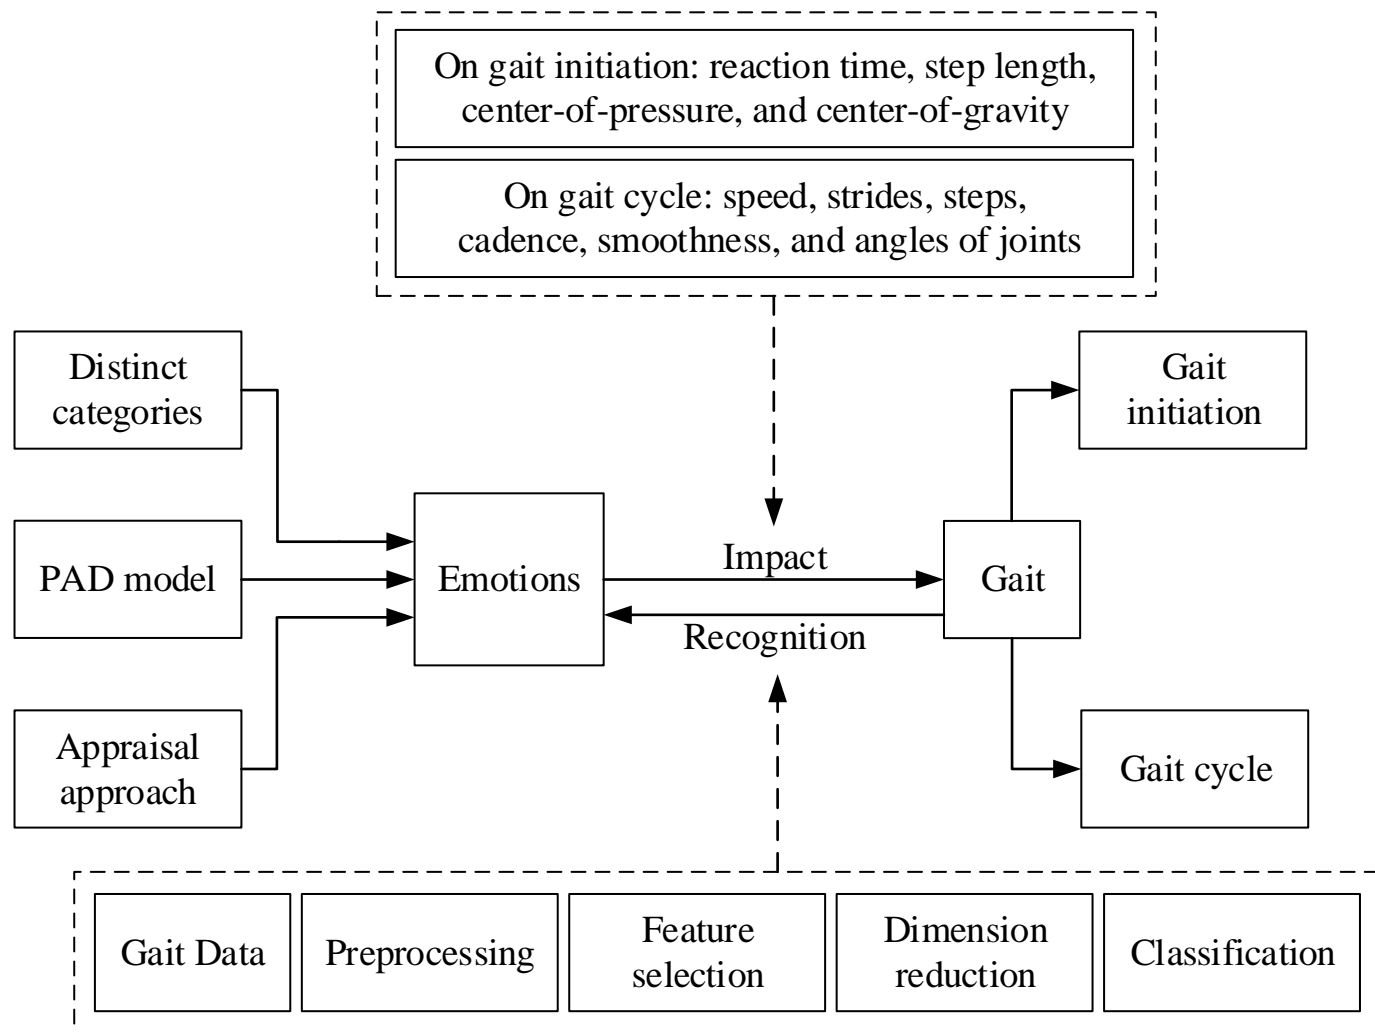 On gait initiation: reaction time, step length,
center-of-pressure, and center-of-gravity
On gait cycle: speed, strides, steps,
cadence, smoothness, and angles of joints
Distinct
categories
Gait
initiation
PAD model
Emotions
Impact
Recognition
Gait
Appraisal
approach
Gait cycle
Gait Data
Preprocessing
Feature
selection
Dimension
reduction
Classification